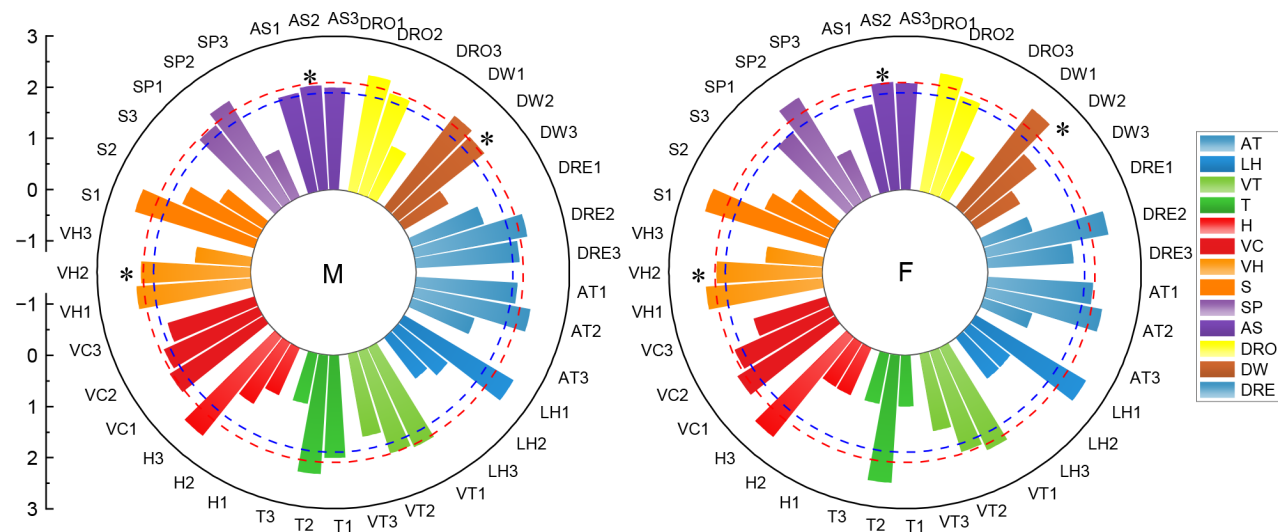 3
2
1
0
−1
−1
0
1
2
3
M
AS3
DRO1
DRO2
DRO3
DW1
DW2
DW3
DRE1
DRE2
DRE3
AT1
AT2
AT3
LH1
LH2
LH3
VT1
VT2
VT3
T1
T2
T3
H1
H2
H3
VC1
VC2
VC3
VH1
VH2
VH3
S1
S2
S3
SP1
SP2
SP3
AS1
AS2
*
*
*
F
AS3
DRO1
DRO2
DRO3
DW1
DW2
DW3
DRE1
DRE2
DRE3
AT1
AT2
AT3
LH1
LH2
LH3
VT1
VT2
VT3
T1
T2
T3
H1
H2
H3
VC1
VC2
VC3
VH1
VH2
VH3
S1
S2
S3
SP1
SP2
SP3
AS1
AS2
*
*
*
AT
LH
VT
T
H
VC
VH
S
SP
AS
DRO
DW
DRE